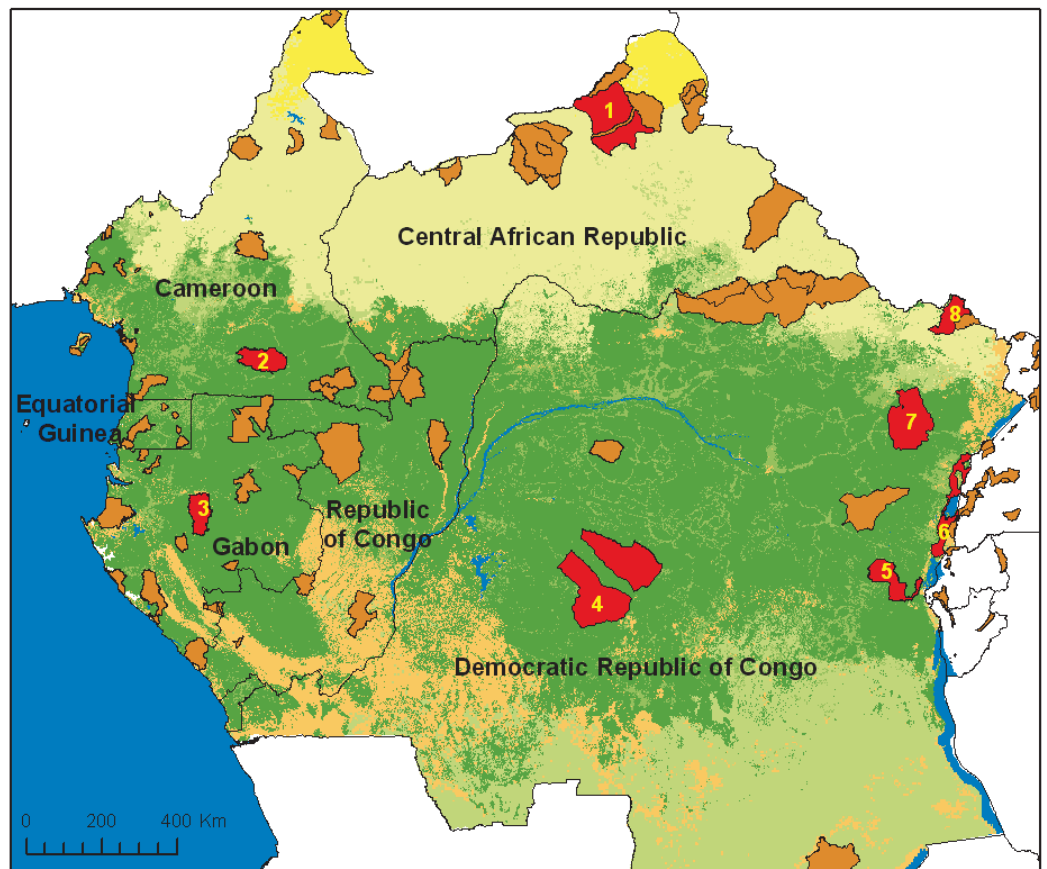 1
Central African Republic
Cameroon
8
2
Equatorial
Guinea
7
3
Republic
of Congo
Gabon
6
5
4
Democratic Republic of Congo
0 200 400 Km